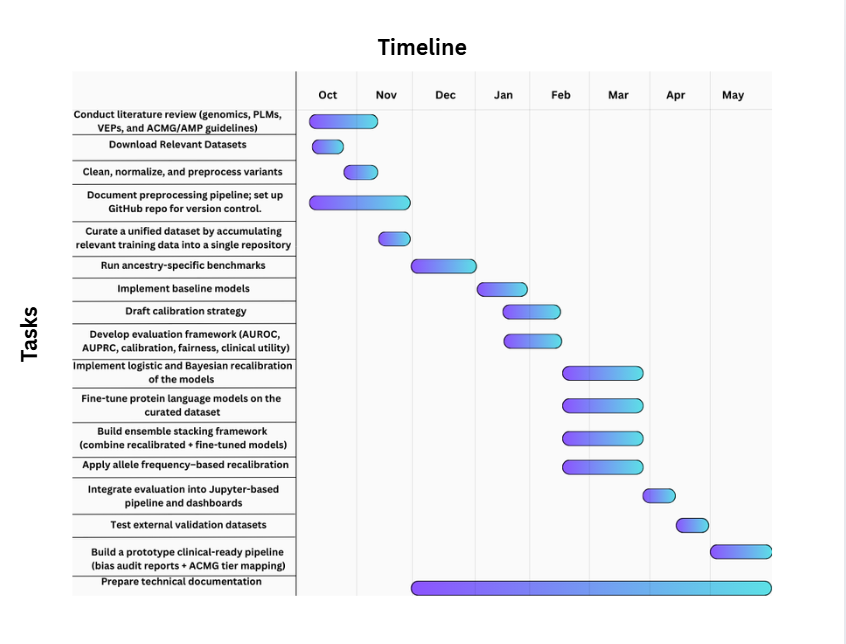 Timeline
Oct Nov Dec Jan Feb Mar Apr May
Tasks
Conduct literature review (genomics, PLMs,
VEPs, and ACMG/AMP guidelines)
Download Relevant Datasets
Clean, normalize, and preprocess variants
Document preprocessing pipeline; set up
GitHub repo for version control.
Curate a unified dataset by accumulating
relevant training data into a single repository
Run ancestry-specific benchmarks
Implement baseline models
Draft calibration strategy
Develop evaluation framework (AUROC,
AUPRC, calibration, fairness, clinical utility)
Implement logistic and Bayesian recalibration
of the models
Fine-tune protein language models on the
curated dataset
Build ensemble stacking framework
(combine recalibrated + fine-tuned models)
Apply allele frequency–based recalibration
Integrate evaluation into Jupyter-based
pipeline and dashboards
Test external validation datasets
Build a prototype clinical-ready pipeline
(bias audit reports + ACMG tier mapping)
Prepare technical documentation